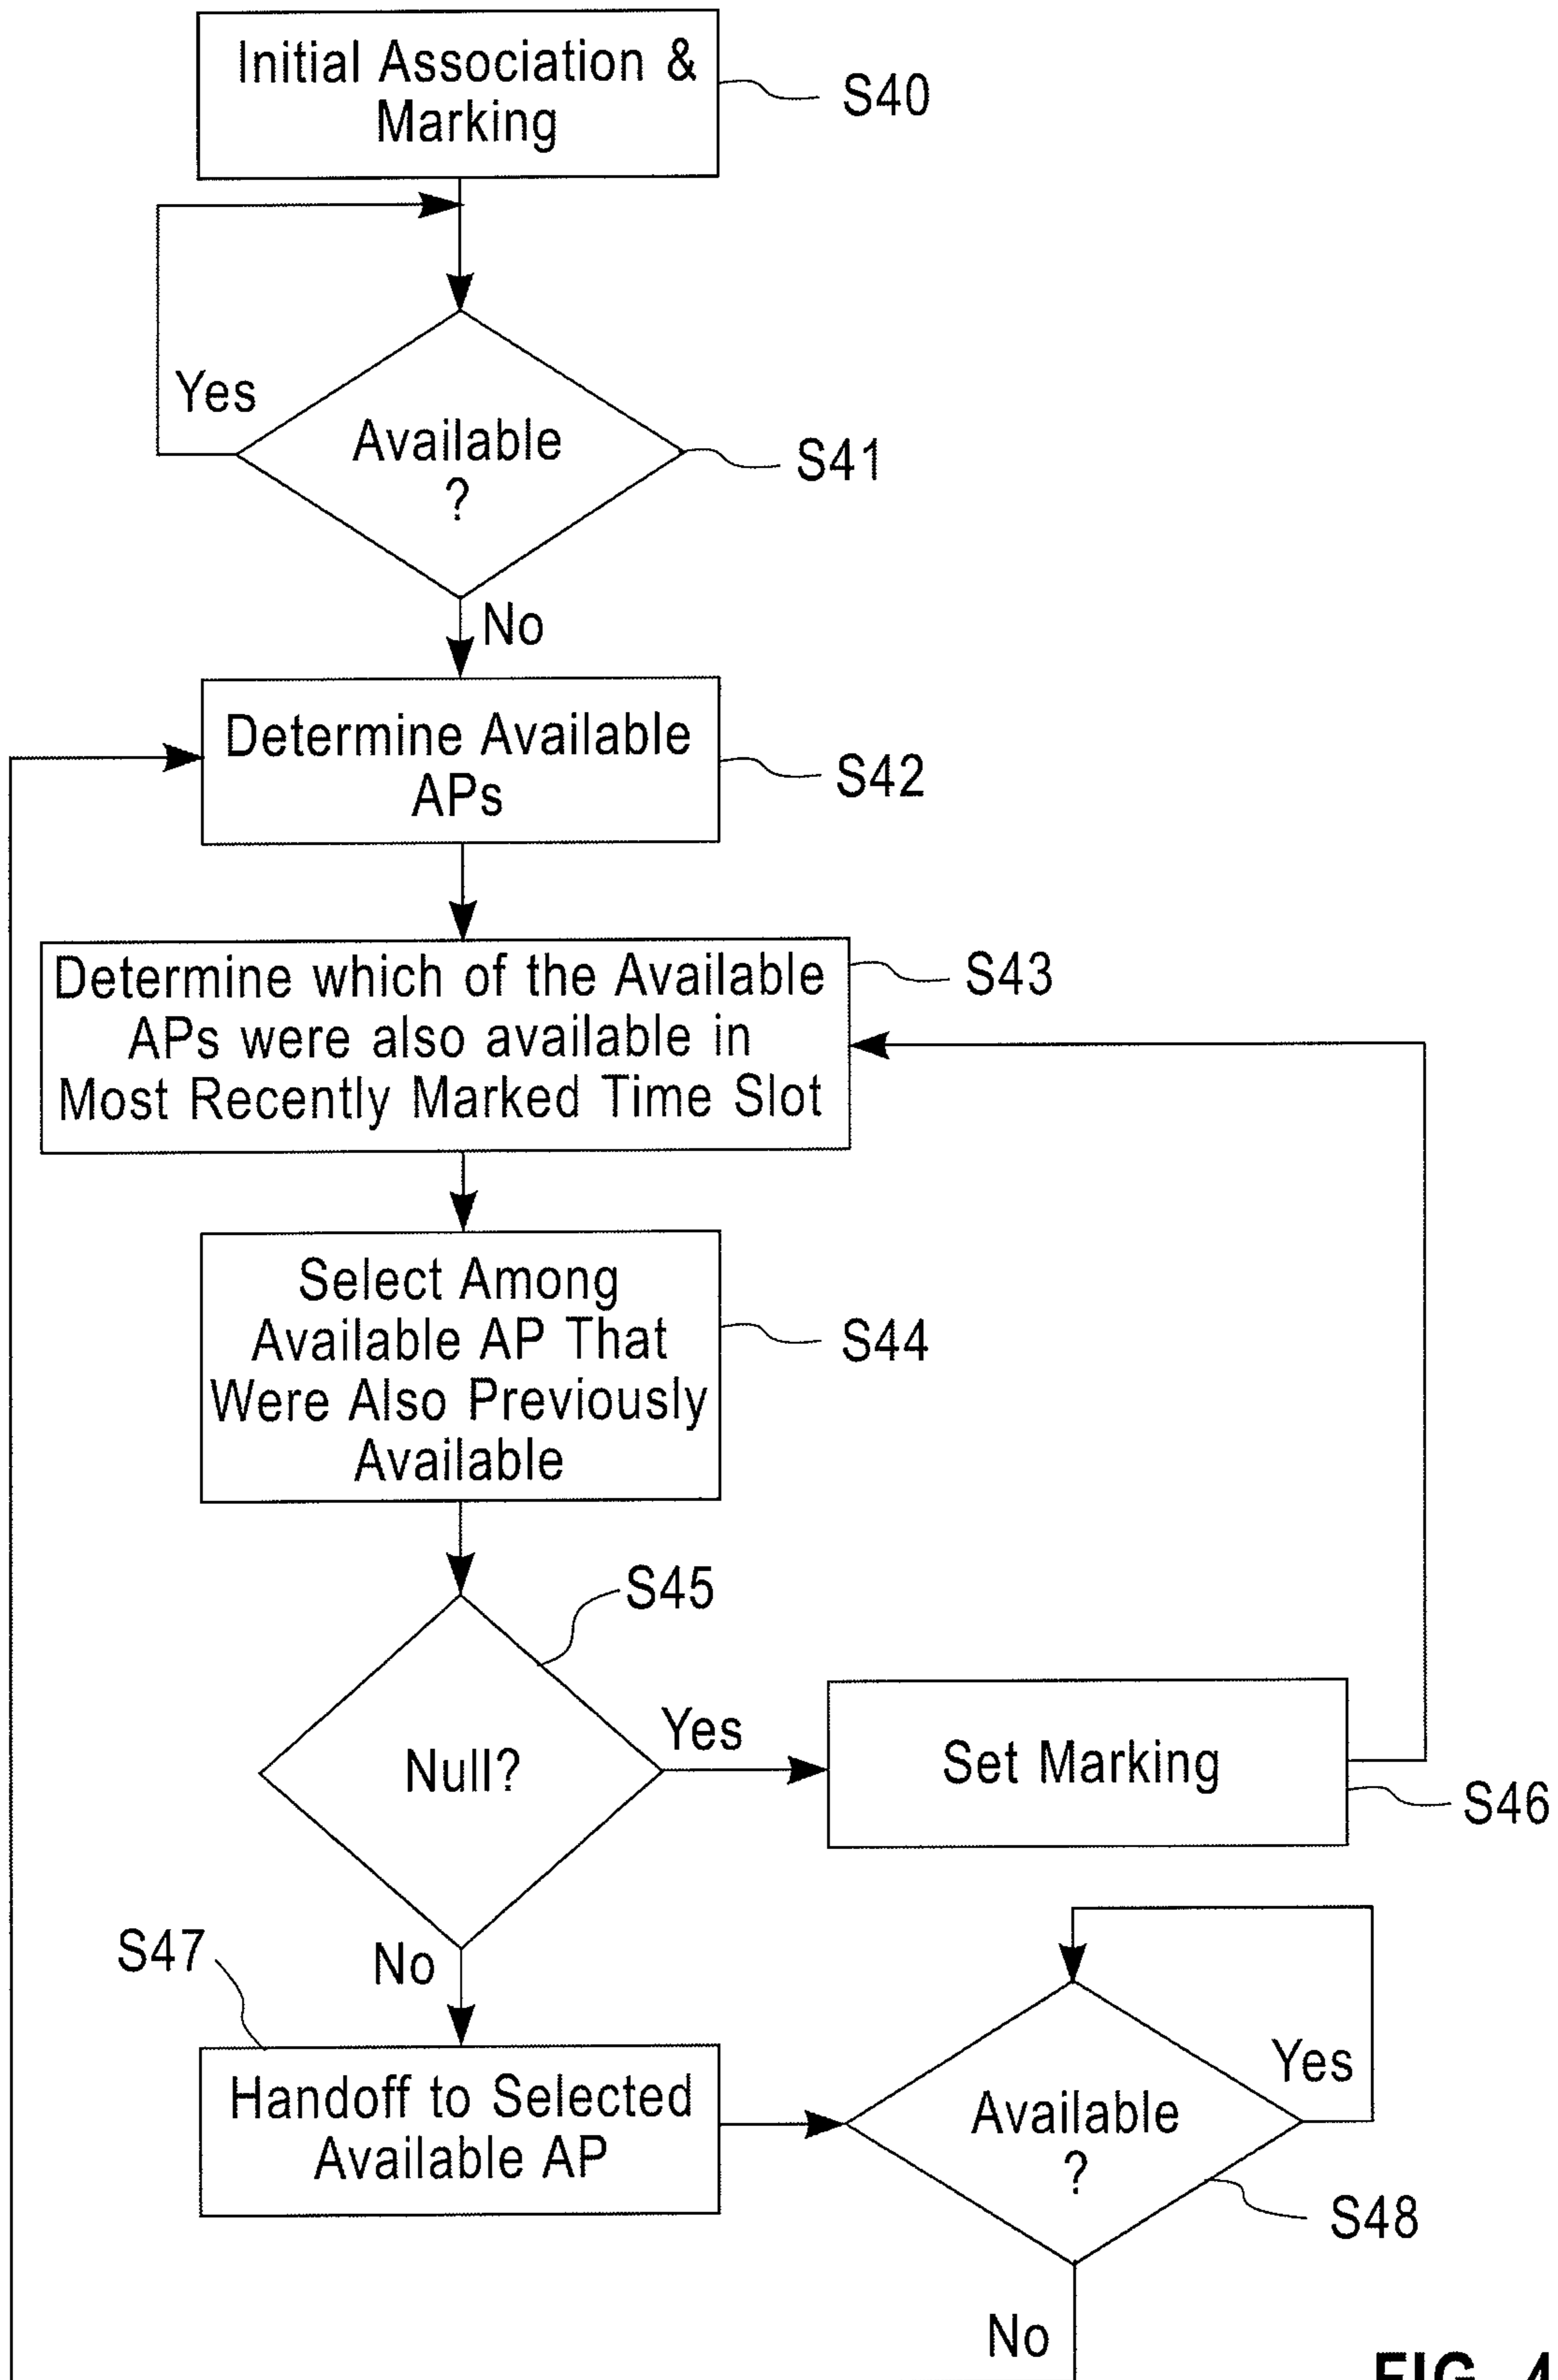 Initial Association &
Marking
S40
Yes
Available
?
S41
No
Determine Available
APs
S42
Determine which of the Available
APs were also available in
Most Recently Marked Time Slot
S43
Select Among
Available AP That
Were Also Previously
Available
S44
S45
Null?
Yes
Set Marking
S46
No
S47
Handoff to Selected
Available AP
Available
?
Yes
S48
No
FIG. 4